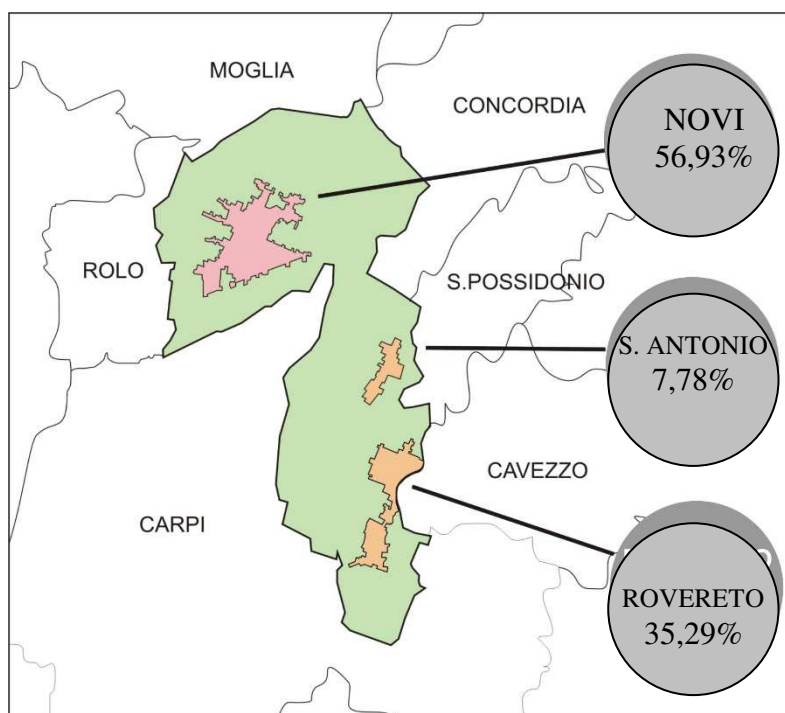 MOGLIA
CONCORDIA
NOVI
56,93%
ROLO
S.POSSIDONIO
S. ANTONIO
7,78%
CAVEZZO
CARPI
ROVERETO
35,29%